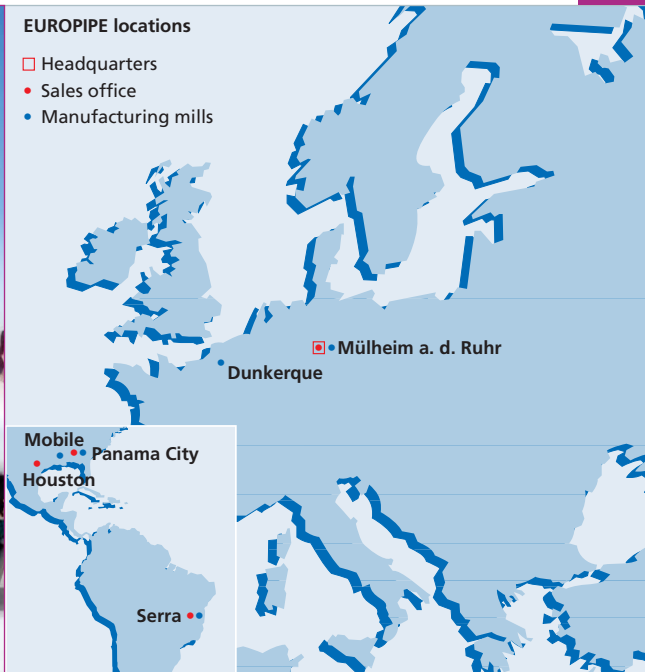 EUROPIPE locations
Headquarters
Sales office
Manufacturing mills
Mülheim a. d. Ruhr
Dunkerque
Mobile
Panama City
Houston
Serra